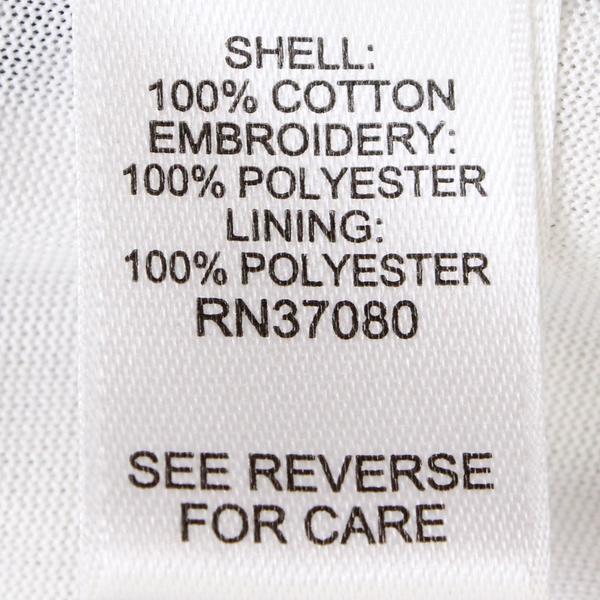 SHELL:
100% COTTON
EMBROIDERY:
100% POLYESTER
LINING:
100% POLYESTER
RN37080
SEE REVERSE
FOR CARE